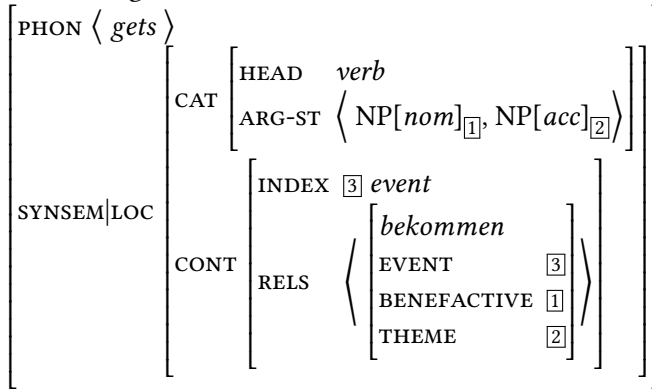 PHON ⟨ gets ⟩
HEAD verb
CAT
ARG-ST ⟨ NP[nom]1, NP[acc]2⟩
INDEX 3 event
SYNSEM|LOC
bekommen
CONT
EVENT 3
RELS
BENEFACTIVE 1
THEME 2